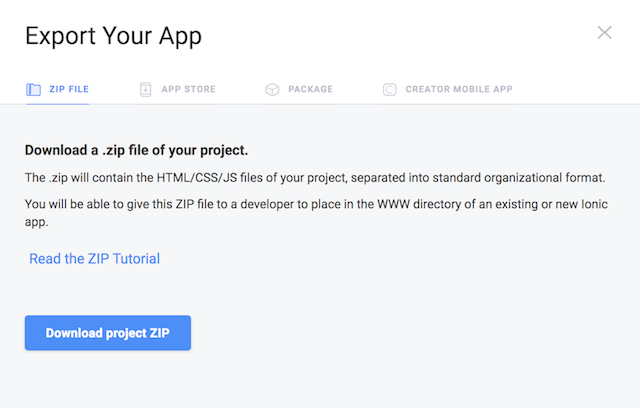 Export Your App
ZIP FILE
APP STORE
PACKAGE
CREATOR MOBILE APP
Download a .zip file of your project.
The .zip will contain the HTML/CSS/JS files of your project, separated into standard organizational format.
You will be able to give this ZIP file to a developer to place in the WWW directory of an existing or new Ionic
app.
Read the ZIP Tutorial
Download project ZIP